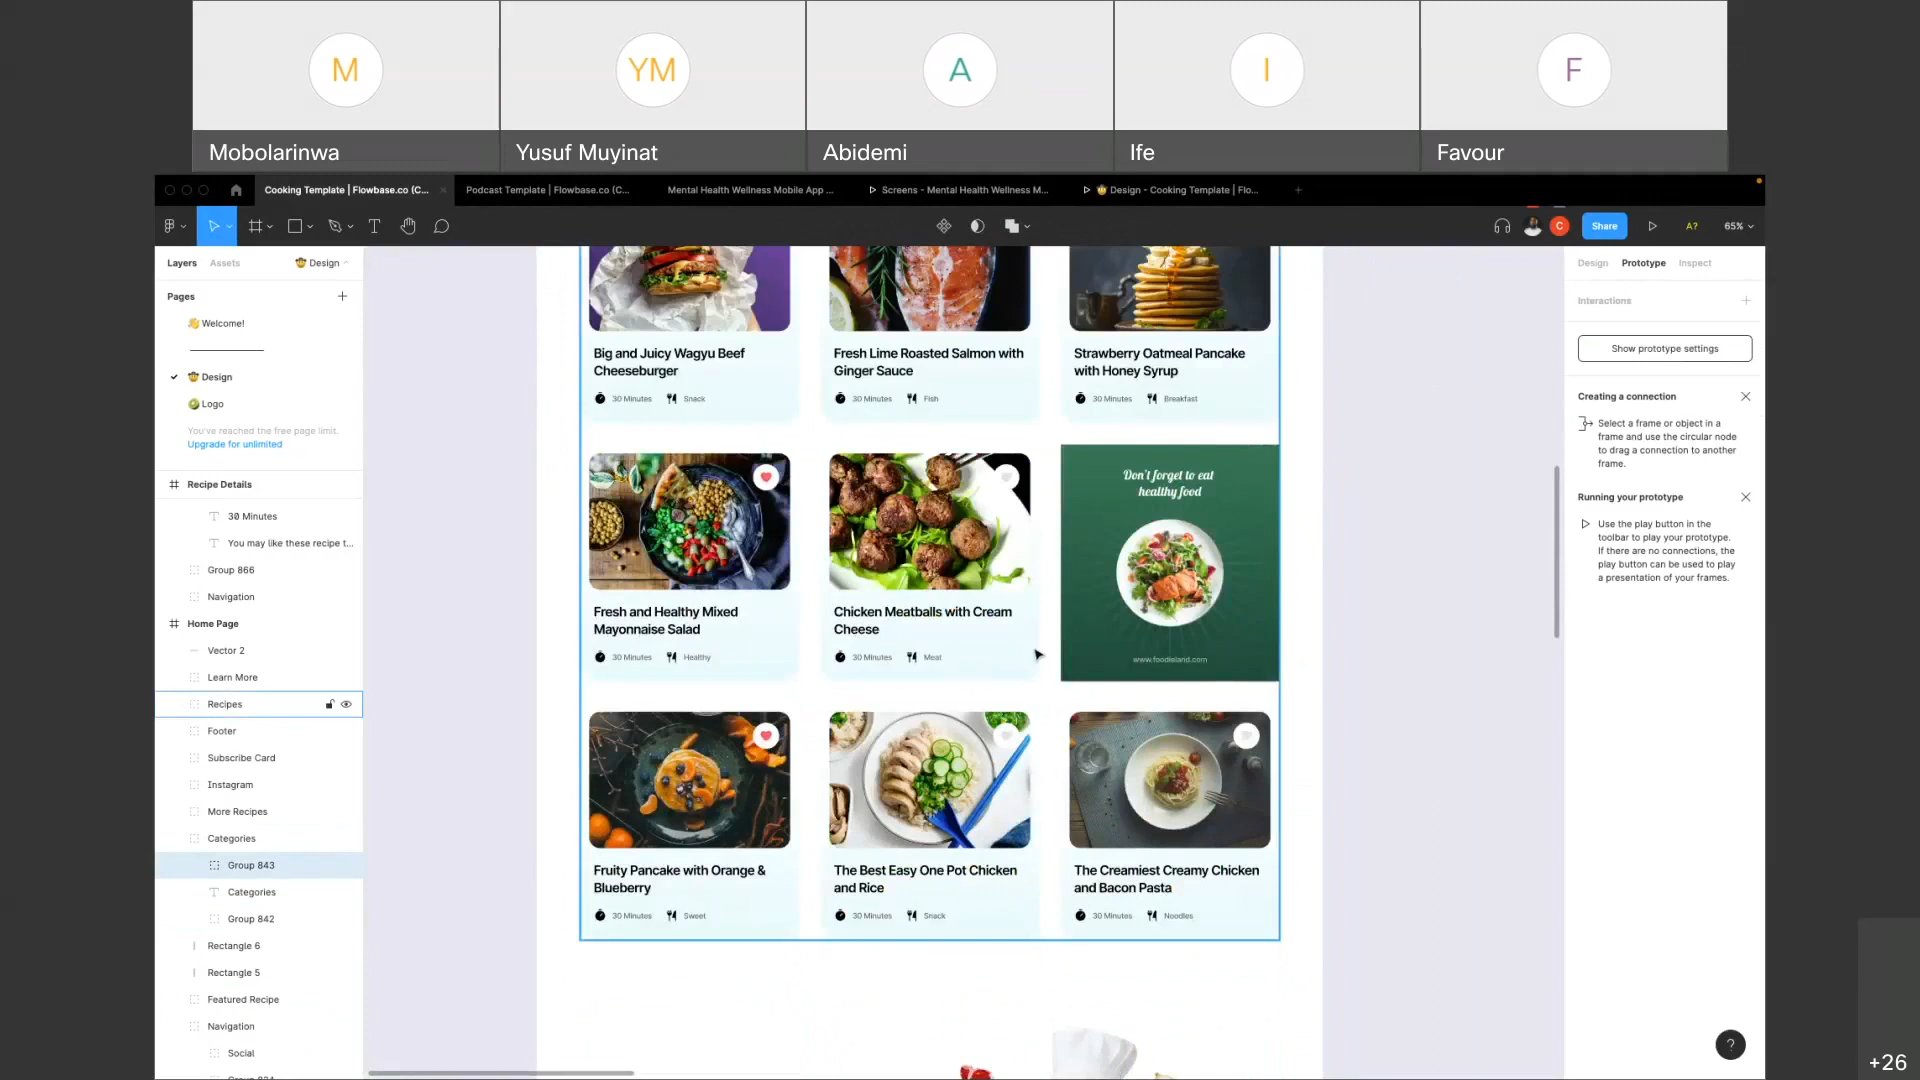 M
YM
A
I
F
Mobolarinwa
Yusuf Muyinat
Abidemi
Ife
Favour
Cooking Template | Flowbase.co (C...
Podcast Template | Flowbase.co (C...
Mental Health Wellness Mobile App ...
Screens - Mental Health Wellness M...
Design - Cooking Template | Flo...
C
Share
A?
65%
Layers
Assets
Design
Pages
Welcome!
Design
Logo
You've reached the free page limit.
Upgrade for unlimited
Recipe Details
30 Minutes
You may like these recipe t...
Group 866
Navigation
Home Page
Vector 2
Learn More
Recipes
Footer
Subscribe Card
Instagram
More Recipes
Categories
Group 843
Categories
Group 842
Rectangle 6
Rectangle 5
Featured Recipe
Navigation
Social
Big and Juicy Wagyu Beef
Cheeseburger
30 Minutes
Snack
Fresh Lime Roasted Salmon with
Ginger Sauce
30 Minutes
Fish
Strawberry Oatmeal Pancake
with Honey Syrup
30 Minutes
Breakfast
Fresh and Healthy Mixed
Mayonnaise Salad
30 Minutes
Healthy
Chicken Meatballs with Cream
Cheese
30 Minutes
Meal
Don't forget to eat
healthy food
www.foodieland.com
Fruity Pancake with Orange &
Blueberry
30 Minutes
Sweet
The Best Easy One Pot Chicken
and Rice
30 Minutes
Snack
The Creamiest Creamy Chicken
and Bacon Pasta
30 Minutes
Noodles
Design
Prototype
Inspect
Interactions
Show prototype settings
Creating a connection
Select a frame or object in a
frame and use the circular node
to drag a connection to another
frame.
Running your prototype
Use the play button in the
toolbar to play your prototype.
If there are no connections, the
play button can be used to play
a presentation of your frames.
?
+26